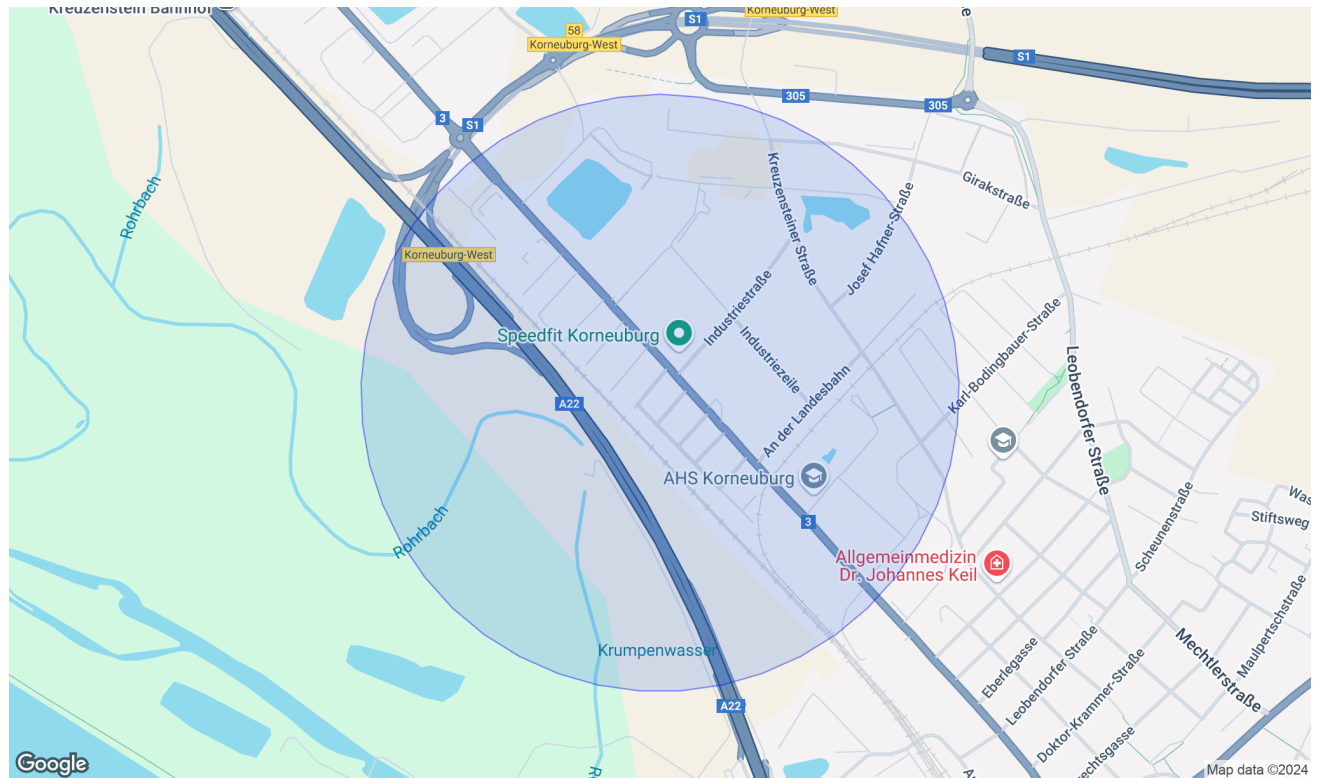 Kreuzenstein Bahnhof
S1
Korneuburg-West
58
Korneuburg-West
S1
305
305
3
S1
Girakstraße
Kreuzensteiner Straße
Rohrbach
Josef Hafner-Straße
Korneuburg-West
Speedfit Korneuburg
Industriestraße
Industriezeile
Karl-Bodingbauer-Straße
Leobendorfer Straße
A22
An der Landesbahn
AHS Korneuburg
Scheunenstraße
Stiftsweg
Rohrbach
3
Allgemeinmedizin
Dr. Johannes Keil
Maulpertschstraße
Krumpenwasser
Eberlegasse
Leobendorfer Straße
Mechtlerstraße
Doktor-Krammer-Straße
A22
Google
Map data ©2024